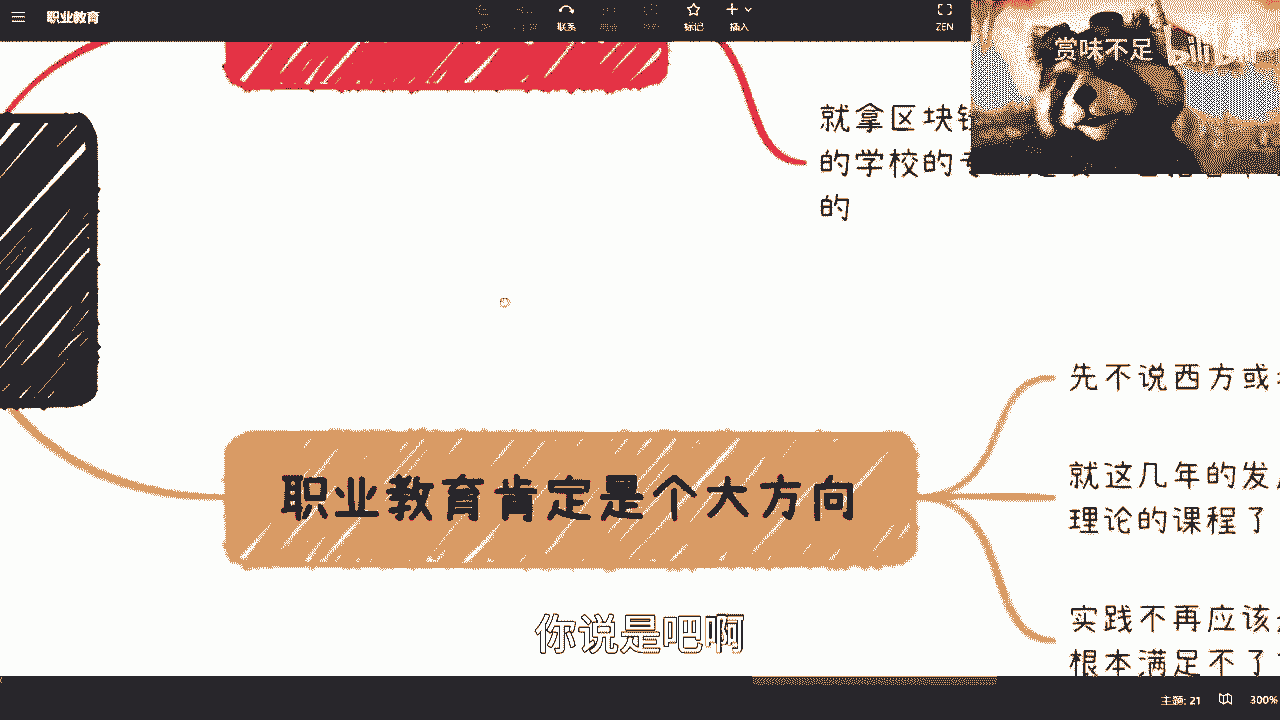 职业教育
联系
标记
插入
ZEN
赏味不足
就拿区块
的学校的
的
先不说西方或
职业教育肯定是个大方向
就这几年的发
理论的课程了
实践不再应该
根本满足不了
你说是吧啊
主题: 21
300%